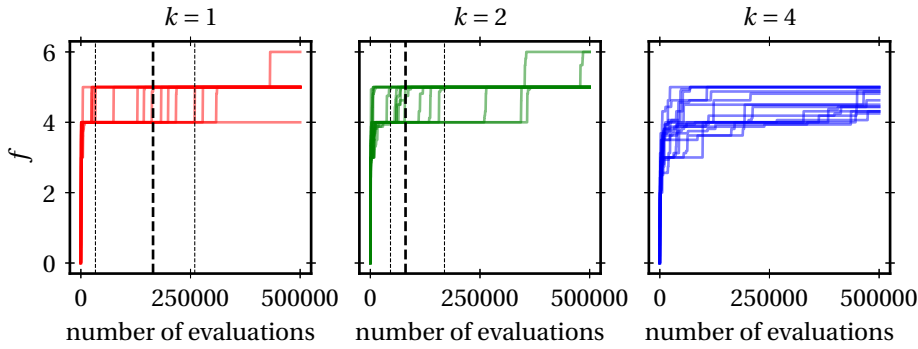 k = 1 k = 2 k = 4
6
4
2
0
f
0 250000 500000 0 250000 500000 0 250000 500000
number of evaluations number of evaluations number of evaluations